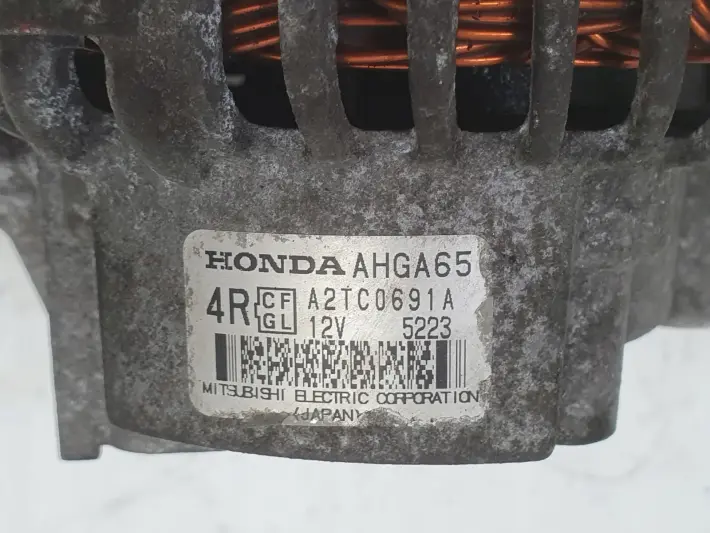 HONDA AHGA65
4R CF A2TC0691A
GL 12V 5223
MITSUBISHI ELECTRIC CORPORATION
(JAPAN)